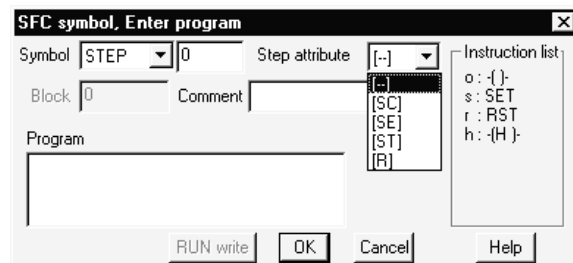 SFC symbol, Enter program
Symbol STEP 0 Step attribute [--] Instruction list
[--]
[SC]
[SE]
[ST]
[R]
o : -( )-
s : SET
r : RST
h : -(H )-
Block 0 Comment
Program
RUN write OK Cancel Help